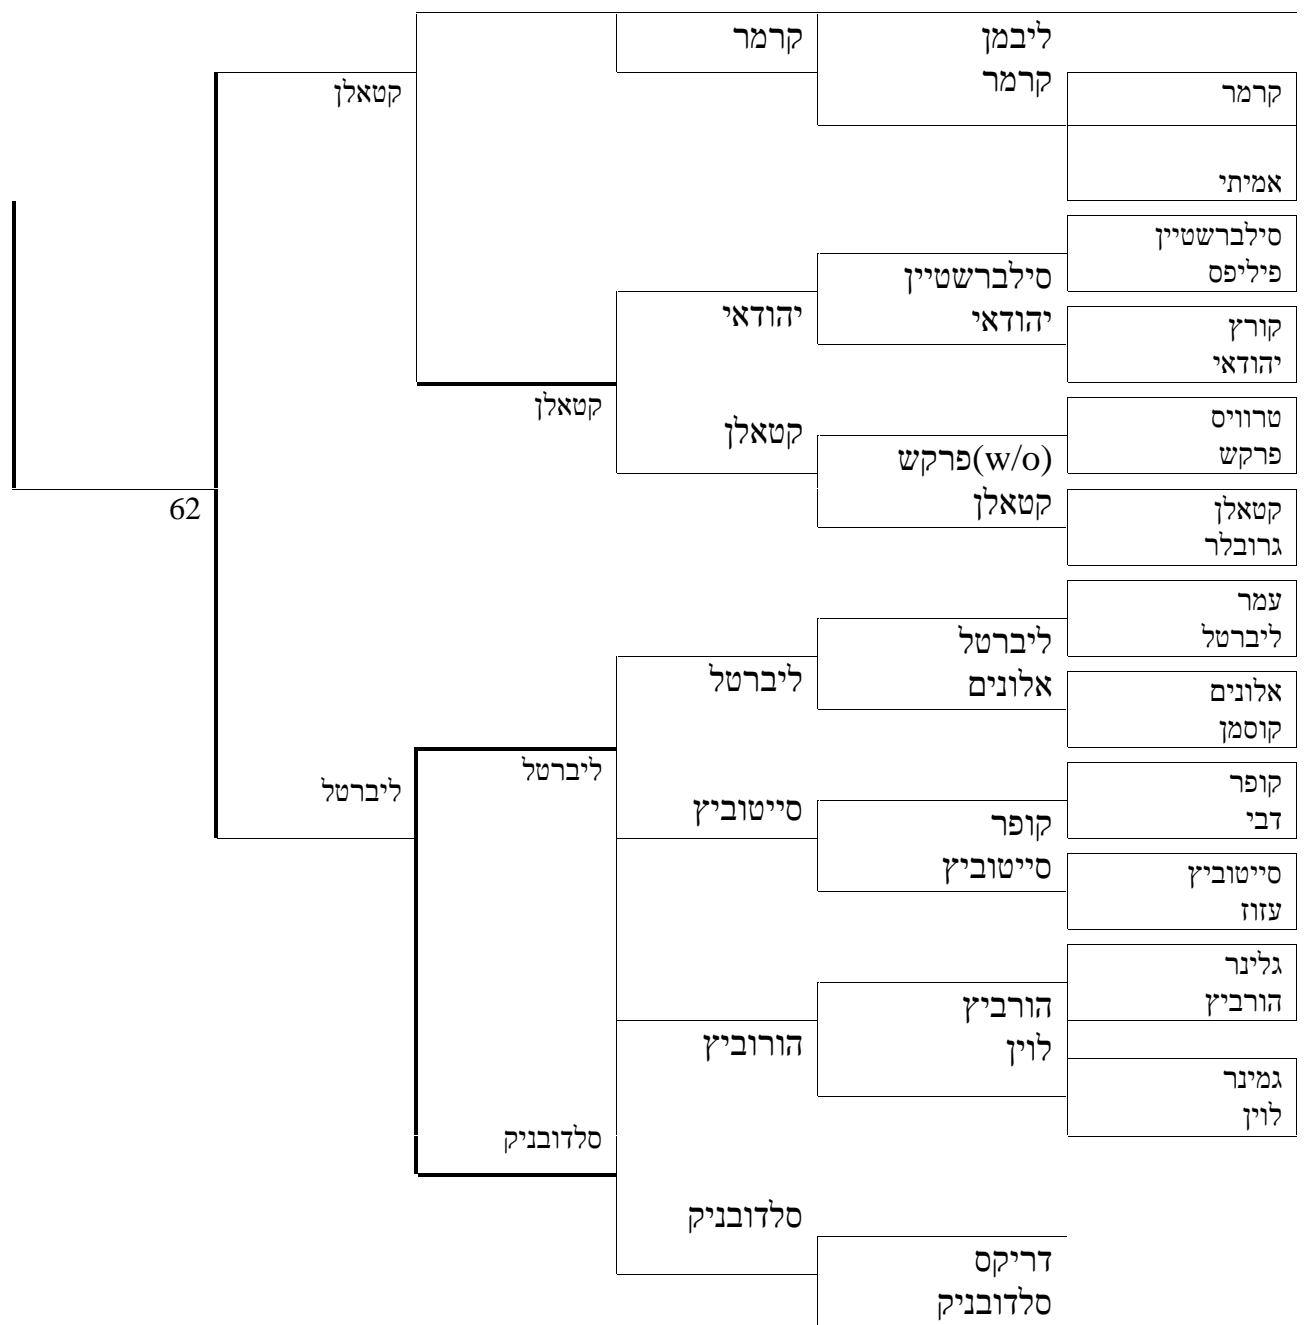 ליבמן
קרמר
קרמר
קרמר
קטאלן
אמיתי
סילברשטיין
פיליפס
סילברשטיין
יהודאי
יהודאי
קורץ
יהודאי
קטאלן
טרוויס
פרקש
קטאלן
פרקש(w/o)
קטאלן
קטאלן
גרובלר
62
עמר
ליברטל
ליברטל
אלונים
ליברטל
אלונים
קוסמן
ליברטל
קופר
דבי
ליברטל
סייטוביץ
קופר
סייטוביץ
סייטוביץ
עזוז
גלינר
הורביץ
הורביץ
לוין
הורוביץ
גמינר
לוין
סלדובניק
סלדובניק
דריקס
סלדובניק